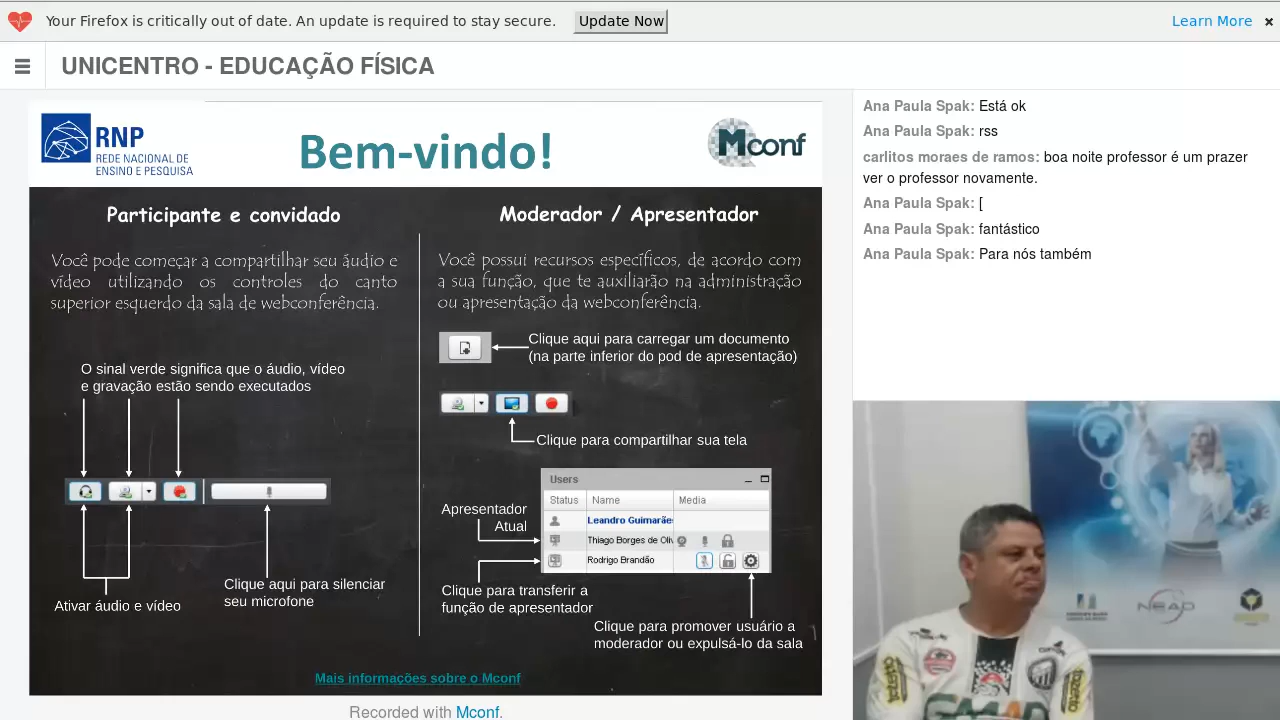 Your Firefox is critically out of date. An update is required to stay secure.
Update Now
Learn More
×
UNICENTRO - EDUCAÇÃO FÍSICA
RNP
REDE NACIONAL DE
ENSINO E PESQUISA
Bem-vindo!
Mconf
Participante e convidado
Você pode começar a compartilhar seu áudio e
vídeo utilizando os controles do canto
superior esquerdo da sala de webconferência.
O sinal verde significa que o áudio, vídeo
e gravação estão sendo executados
Ativar áudio e vídeo
Clique aqui para silenciar
seu microfone
Moderador / Apresentador
Você possui recursos específicos, de acordo com
a sua função, que te auxiliarão na administração
ou apresentação da webconferência.
Clique aqui para carregar um documento
(na parte inferior do pod de apresentação)
Clique para compartilhar sua tela
Users
Status Name Media
Leandro Guimarães
Thiago Borges de Oliv
Rodrigo Brandão
Apresentador
Atual
Clique para transferir a
função de apresentador
Clique para promover usuário a
moderador ou expulsá-lo da sala
Mais informações sobre o Mconf
Recorded with Mconf.
Ana Paula Spak: Está ok
Ana Paula Spak: rss
carlitos moraes de ramos: boa noite professor é um prazer
ver o professor novamente.
Ana Paula Spak: [
Ana Paula Spak: fantástico
Ana Paula Spak: Para nós também
NEAD